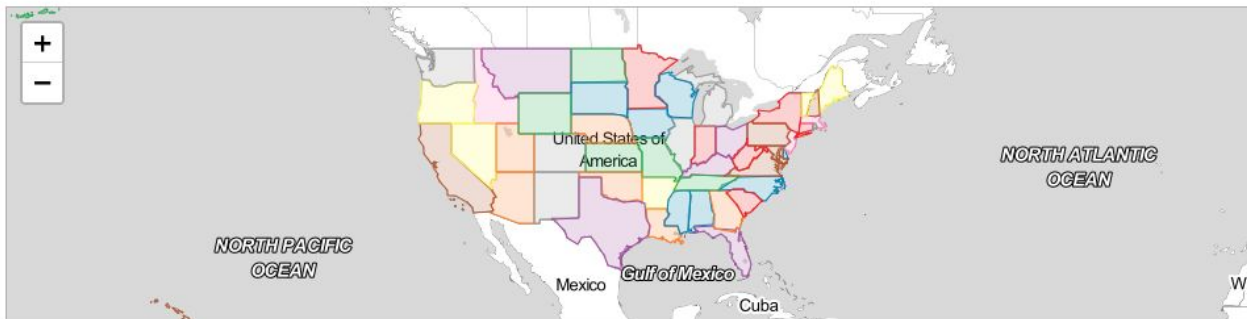 +
−
United States of
America
NORTH ATLANTIC
OCEAN
NORTH PACIFIC
OCEAN
Gulf of Mexico
Mexico
Cuba
W